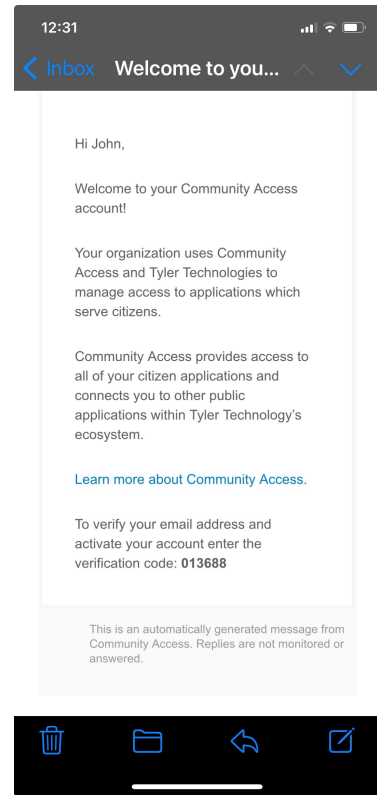 12:31
Inbox Welcome to you...
Hi John,
Welcome to your Community Access
account!
Your organization uses Community
Access and Tyler Technologies to
manage access to applications which
serve citizens.
Community Access provides access to
all of your citizen applications and
connects you to other public
applications within Tyler Technology's
ecosystem.
Learn more about Community Access.
To verify your email address and
activate your account enter the
verification code: 013688
This is an automatically generated message from
Community Access. Replies are not monitored or
answered.